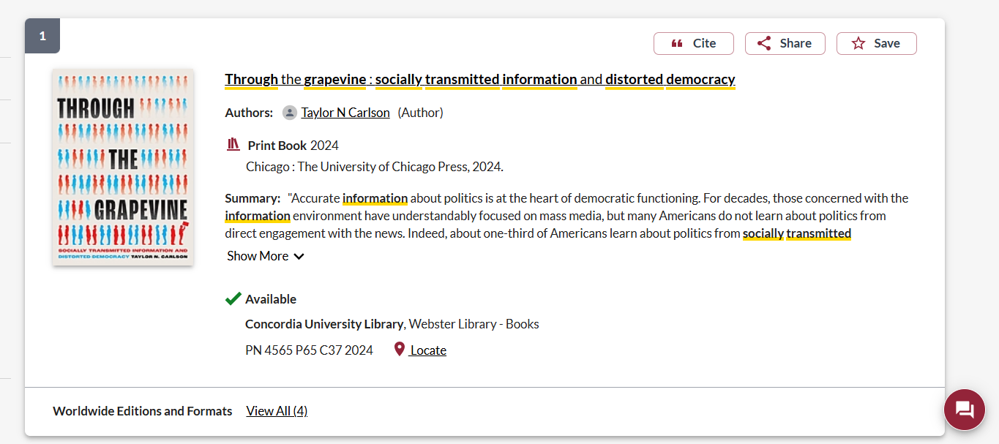 1
Cite
Share
Save
THROUGH
THE
GRAPEVINE
SOCIALLY TRANSMITTED INFORMATION AND
DISTORTED DEMOCRACY TAYLOR N. CARLSON
Through the grapevine : socially transmitted information and distorted democracy
Authors: Taylor N Carlson (Author)
Print Book 2024
Chicago : The University of Chicago Press, 2024.
Summary: "Accurate information about politics is at the heart of democratic functioning. For decades, those concerned with the
information environment have understandably focused on mass media, but many Americans do not learn about politics from
direct engagement with the news. Indeed, about one-third of Americans learn about politics from socially transmitted
Show More
Available
Concordia University Library, Webster Library - Books
PN 4565 P65 C37 2024 Locate
Worldwide Editions and Formats View All (4)